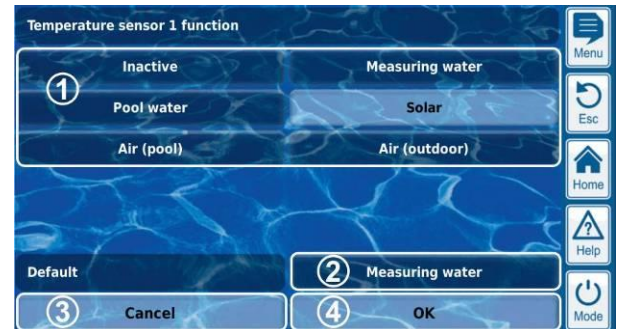 Temperature sensor 1 function
Menu
1
Inactive
Measuring water
Pool water
Solar
Esc
Air (pool)
Air (outdoor)
Home
?
Help
Default
2 Measuring water
3 Cancel
4 OK
Mode